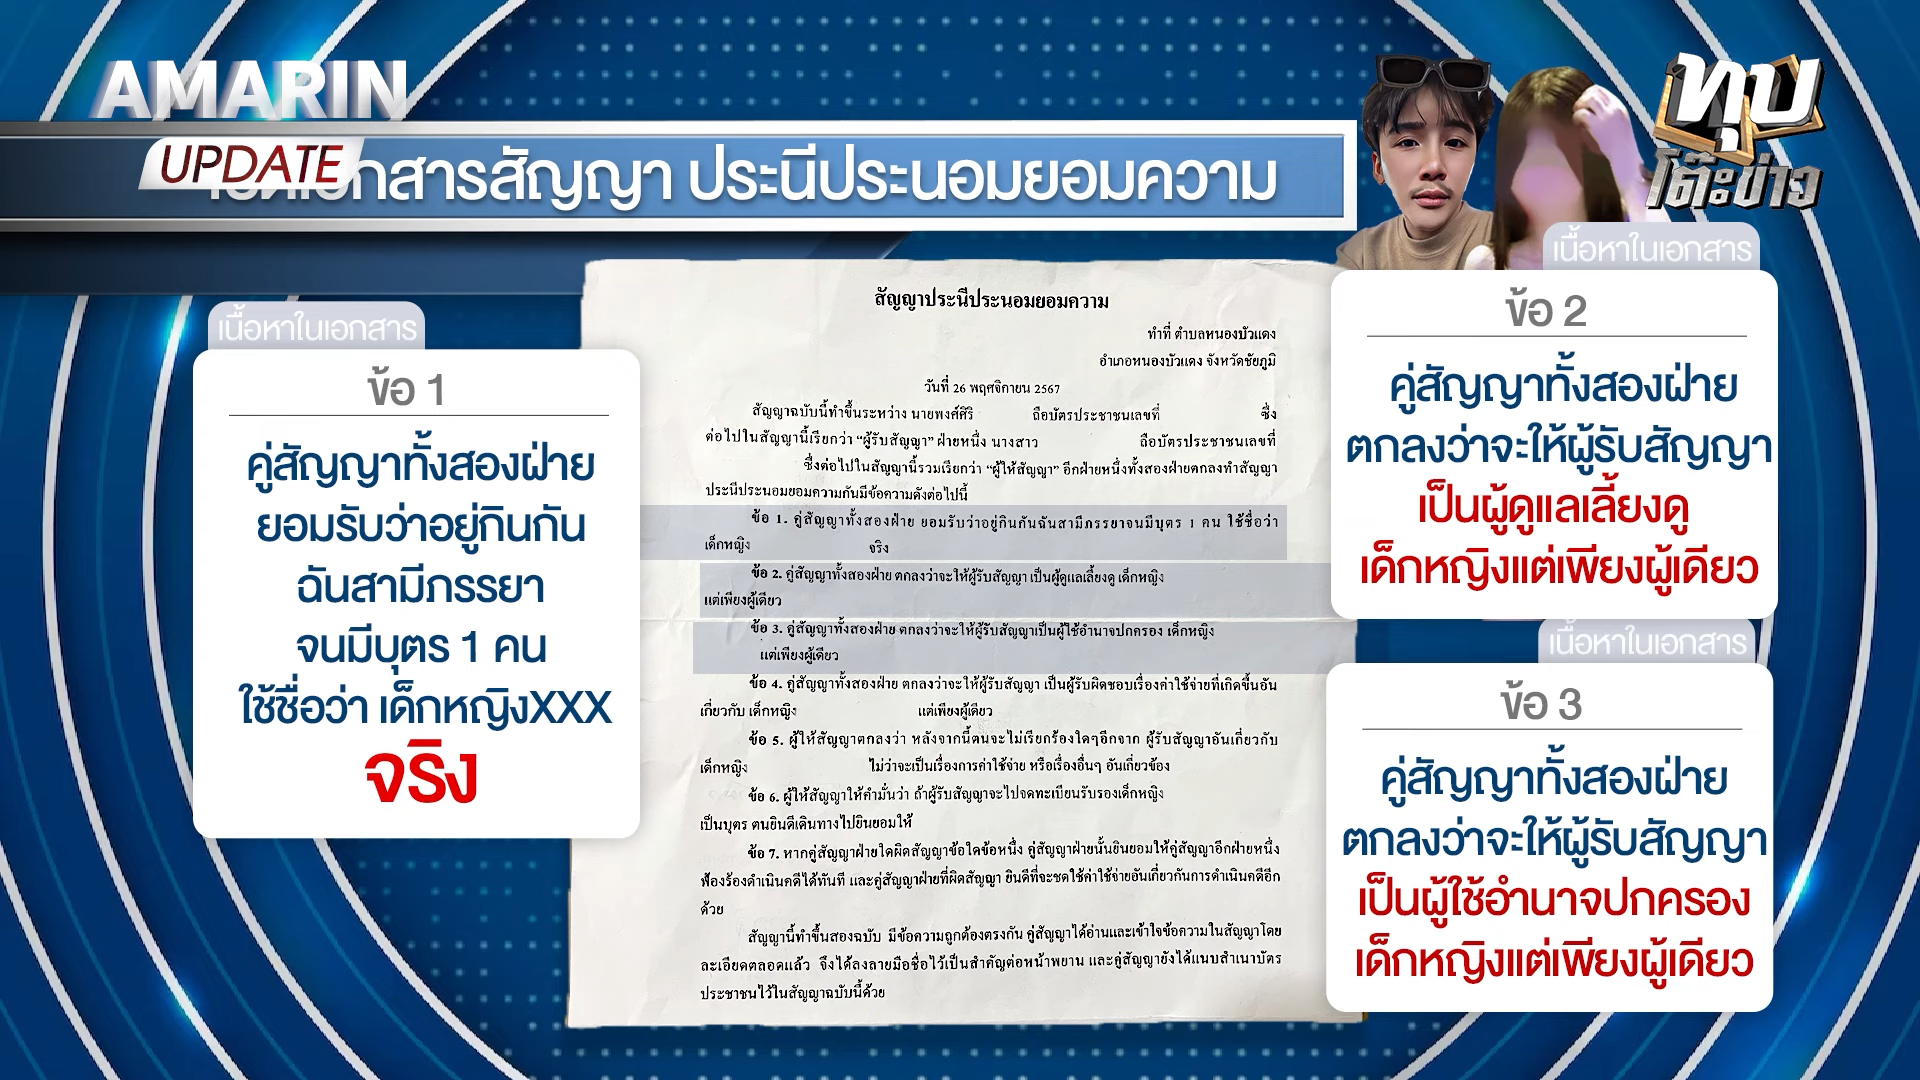 AMARIN
UPDATE
เอกสารสัญญา ประนีประนอมยอมความ
ทุบ
โต๊ะข่าว
เนื้อหาในเอกสาร
ข้อ 1
คู่สัญญาทั้งสองฝ่าย
ยอมรับว่าอยู่กินกัน
ฉันสามีภรรยา
จนมีบุตร 1 คน
ใช้ชื่อว่า เด็กหญิงXXX
จริง
สัญญาประนีประนอมยอมความ
ทำที่ ตำบลหนองบัวแดง
อำเภอหนองบัวแดง จังหวัดชัยภูมิ
วันที่ 26 พฤศจิกายน 2567
สัญญาฉบับนี้ทำขึ้นระหว่าง นายพงศ์ศิริ ถือบัตรประชาชนเลขที่ ซึ่ง
ต่อไปในสัญญานี้เรียกว่า “ผู้รับสัญญา” ฝ่ายหนึ่ง นางสาว ถือบัตรประชาชนเลขที่
ซึ่งต่อไปในสัญญานี้รวมเรียกว่า “ผู้ให้สัญญา” อีกฝ่ายหนึ่งทั้งสองฝ่ายตกลงทำสัญญา
ประนีประนอมยอมความกันมีข้อความดังต่อไปนี้
ข้อ 1. คู่สัญญาทั้งสองฝ่าย ยอมรับว่าอยู่กินกันฉันสามีภรรยาจนมีบุตร 1 คน ใช้ชื่อว่า
เด็กหญิง จริง
ข้อ 2. คู่สัญญาทั้งสองฝ่าย ตกลงว่าจะให้ผู้รับสัญญา เป็นผู้ดูแลเลี้ยงดู เด็กหญิง
แต่เพียงผู้เดียว
ข้อ 3. คู่สัญญาทั้งสองฝ่าย ตกลงว่าจะให้ผู้รับสัญญาเป็นผู้ใช้อำนาจปกครอง เด็กหญิง
แต่เพียงผู้เดียว
ข้อ 4. คู่สัญญาทั้งสองฝ่าย ตกลงว่าจะให้ผู้รับสัญญา เป็นผู้รับผิดชอบเรื่องค่าใช้จ่ายที่เกิดขึ้นอัน
เกี่ยวกับ เด็กหญิง แต่เพียงผู้เดียว
ข้อ 5. ผู้ให้สัญญาตกลงว่า หลังจากนี้ตนจะไม่เรียกร้องใดๆอีกจาก ผู้รับสัญญาอันเกี่ยวกับ
เด็กหญิง ไม่ว่าจะเป็นเรื่องการค่าใช้จ่าย หรือเรื่องอื่นๆ อันเกี่ยวข้อง
ข้อ 6. ผู้ให้สัญญาให้คำมั่นว่า ถ้าผู้รับสัญญาจะไปจดทะเบียนรับรองเด็กหญิง
เป็นบุตร ตนยินดีเดินทางไปยินยอมให้
ข้อ 7. หากคู่สัญญาฝ่ายใดผิดสัญญาข้อใดข้อหนึ่ง คู่สัญญาฝ่ายนั้นยินยอมให้คู่สัญญาอีกฝ่ายหนึ่ง
ฟ้องร้องดำเนินคดีได้ทันที และคู่สัญญาฝ่ายที่ผิดสัญญา ยินดีที่จะชดใช้ค่าใช้จ่ายอันเกี่ยวกันการดำเนินคดีอีก
ด้วย
สัญญานี้ทำขึ้นสองฉบับ มีข้อความถูกต้องตรงกัน คู่สัญญาได้อ่านและเข้าใจข้อความในสัญญาโดย
ละเอียดตลอดแล้ว จึงได้ลงลายมือชื่อไว้เป็นสำคัญต่อหน้าพยาน และคู่สัญญายังได้แนบสำเนาบัตร
ประชาชนไว้ในสัญญาฉบับนี้ด้วย
เนื้อหาในเอกสาร
ข้อ 2
คู่สัญญาทั้งสองฝ่าย
ตกลงว่าจะให้ผู้รับสัญญา
เป็นผู้ดูแลเลี้ยงดู
เด็กหญิงแต่เพียงผู้เดียว
เนื้อหาในเอกสาร
ข้อ 3
คู่สัญญาทั้งสองฝ่าย
ตกลงว่าจะให้ผู้รับสัญญา
เป็นผู้ใช้อำนาจปกครอง
เด็กหญิงแต่เพียงผู้เดียว